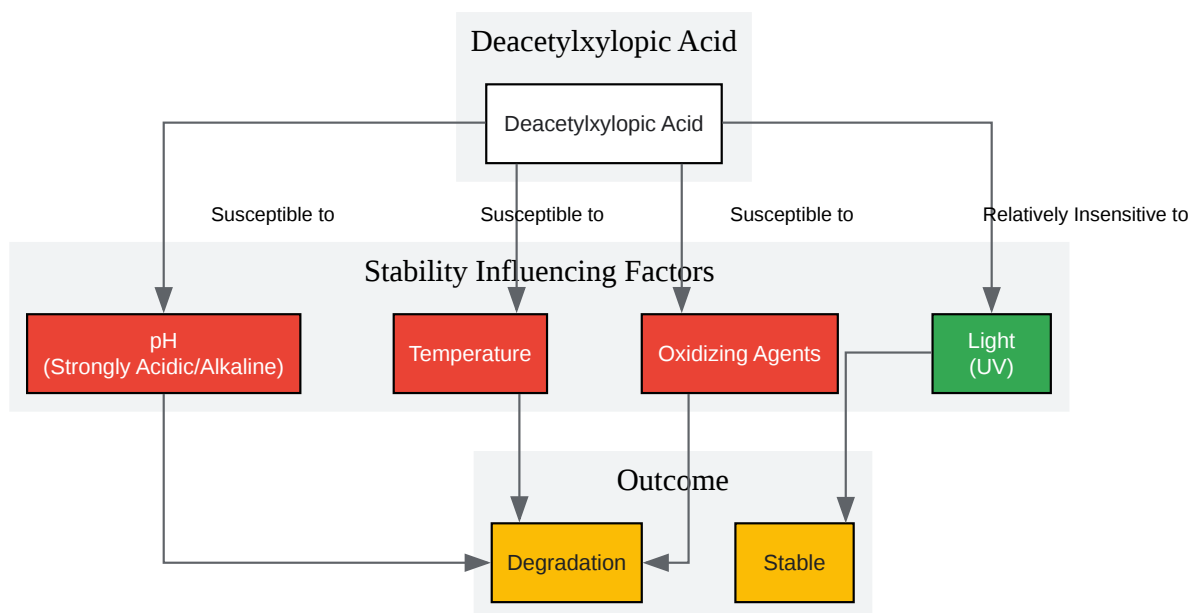 Deacetylxylopic Acid
Deacetylxylopic Acid
Susceptible to
Susceptible to
Susceptible to
Relatively Insensitive to
Stability Influencing Factors
pH
(Strongly Acidic/Alkaline)
Temperature
Oxidizing Agents
Light
(UV)
Outcome
Degradation
Stable